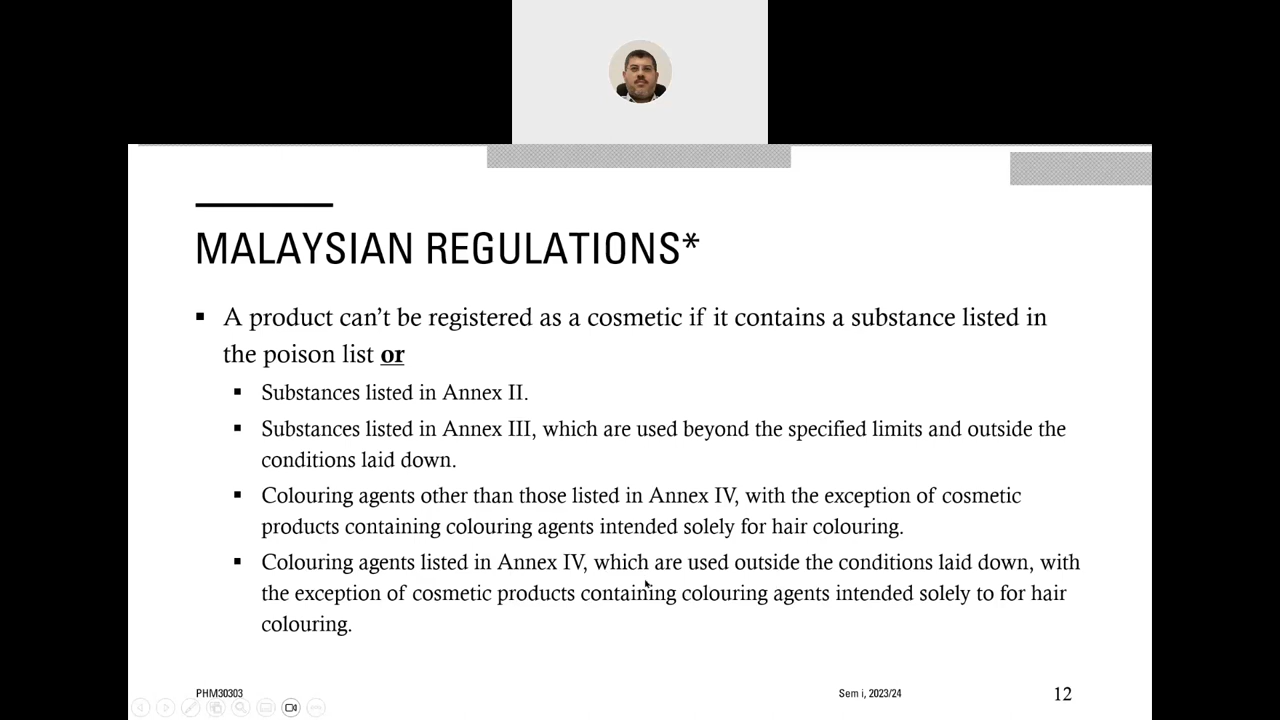 MALAYSIAN REGULATIONS*
▪ A product can't be registered as a cosmetic if it contains a substance listed in
the poison list or
▪ Substances listed in Annex II.
▪ Substances listed in Annex III, which are used beyond the specified limits and outside the
conditions laid down.
▪ Colouring agents other than those listed in Annex IV, with the exception of cosmetic
products containing colouring agents intended solely for hair colouring.
▪ Colouring agents listed in Annex IV, which are used outside the conditions laid down, with
the exception of cosmetic products containing colouring agents intended solely to for hair
colouring.
PHM30303 Sem i, 2023/24 12